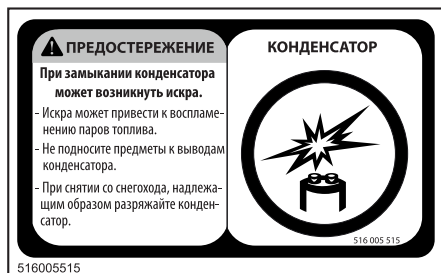 ПРЕДОСТЕРЕЖЕНИЕ
При замыкании конденсатора
может возникнуть искра.
- Искра может привести к воспламе-
нению паров топлива.
- Не подносите предметы к выводам
конденсатора.
- При снятии со снегохода, надлежа-
щим образом разряжайте конден-
сатор.
КОНДЕНСАТОР
516 005 515
516005515